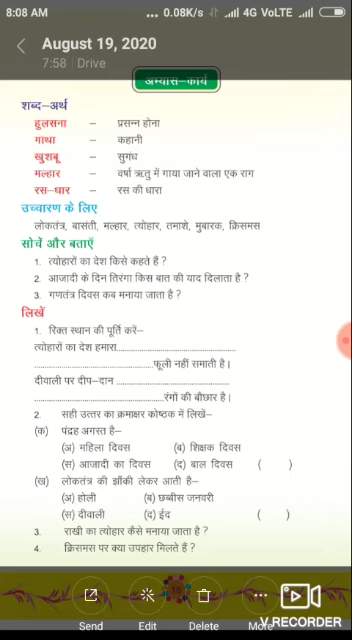 8:08 AM ... 0.08K/s 4G VoLTE
August 19, 2020
7:58 | Drive
अभ्यास–कार्य
शब्द–अर्थ
हुलसना – प्रसन्न होना
गाथा – कहानी
खुशबू – सुगंध
मल्हार – वर्षा ऋतु में गाया जाने वाला एक राग
रस–धार – रस की धारा
उच्चारण के लिए
लोकतंत्र, बासंती, मल्हार, त्योहार, तमाशे, मुबारक, क्रिसमस
सोचें और बताएँ
1. त्योहारों का देश किसे कहते हैं ?
2. आजादी के दिन तिरंगा किस बात की याद दिलाता है ?
3. गणतंत्र दिवस कब मनाया जाता है ?
लिखें
1. रिक्त स्थान की पूर्ति करें–
त्योहारों का देश हमारा........................................
........................................फूली नहीं समाती है।
दीवाली पर दीप–दान ........................................
........................................रंगों की बौछार है।
2. सही उत्तर का क्रमाक्षर कोष्ठक में लिखें–
(क) पंद्रह अगस्त है–
(अ) महिला दिवस (ब) शिक्षक दिवस
(स) आजादी का दिवस (द) बाल दिवस ( )
(ख) लोकतंत्र की झाँकी लेकर आती है–
(अ) होली (ब) छब्बीस जनवरी
(स) दीवाली (द) ईद ( )
3. राखी का त्योहार कैसे मनाया जाता है ?
4. क्रिसमस पर क्या उपहार मिलते हैं ?
18
Send Edit Delete More
V.RECORDER